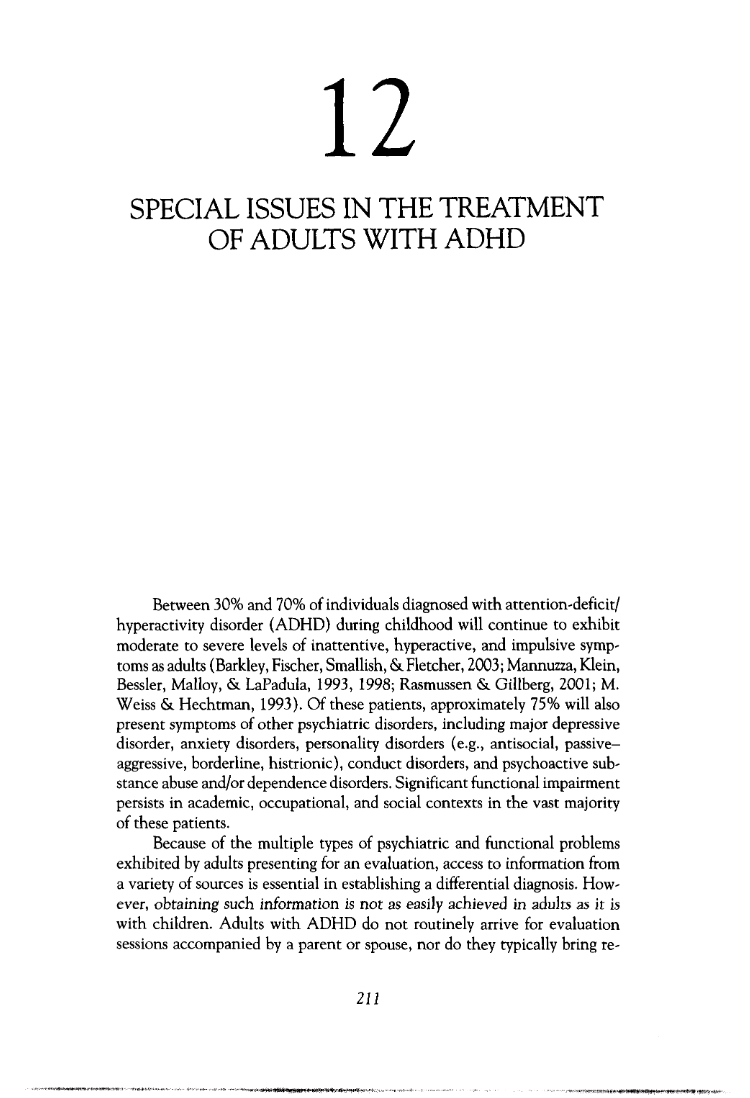 12
SPECIAL ISSUES IN THE TREATMENT
OF ADULTS WITH ADHD
Between 30% and 70% of individuals diagnosed with attention-deficit/
hyperactivity disorder (ADHD) during childhood will continue to exhibit
moderate to severe levels of inattentive, hyperactive, and impulsive symp-
toms as adults (Barkley, Fischer, Smallish, & Fletcher, 2003; Mannuzza, Klein,
Bessler, Malloy, & LaPadula, 1993, 1998; Rasmussen & Gillberg, 2001; M.
Weiss & Hechtman, 1993). Of these patients, approximately 75% will also
present symptoms of other psychiatric disorders, including major depressive
disorder, anxiety disorders, personality disorders (e.g., antisocial, passive–
aggressive, borderline, histrionic), conduct disorders, and psychoactive sub-
stance abuse and/or dependence disorders. Significant functional impairment
persists in academic, occupational, and social contexts in the vast majority
of these patients.
Because of the multiple types of psychiatric and functional problems
exhibited by adults presenting for an evaluation, access to information from
a variety of sources is essential in establishing a differential diagnosis. How-
ever, obtaining such information is not as easily achieved in adults as it is
with children. Adults with ADHD do not routinely arrive for evaluation
sessions accompanied by a parent or spouse, nor do they typically bring re-
211